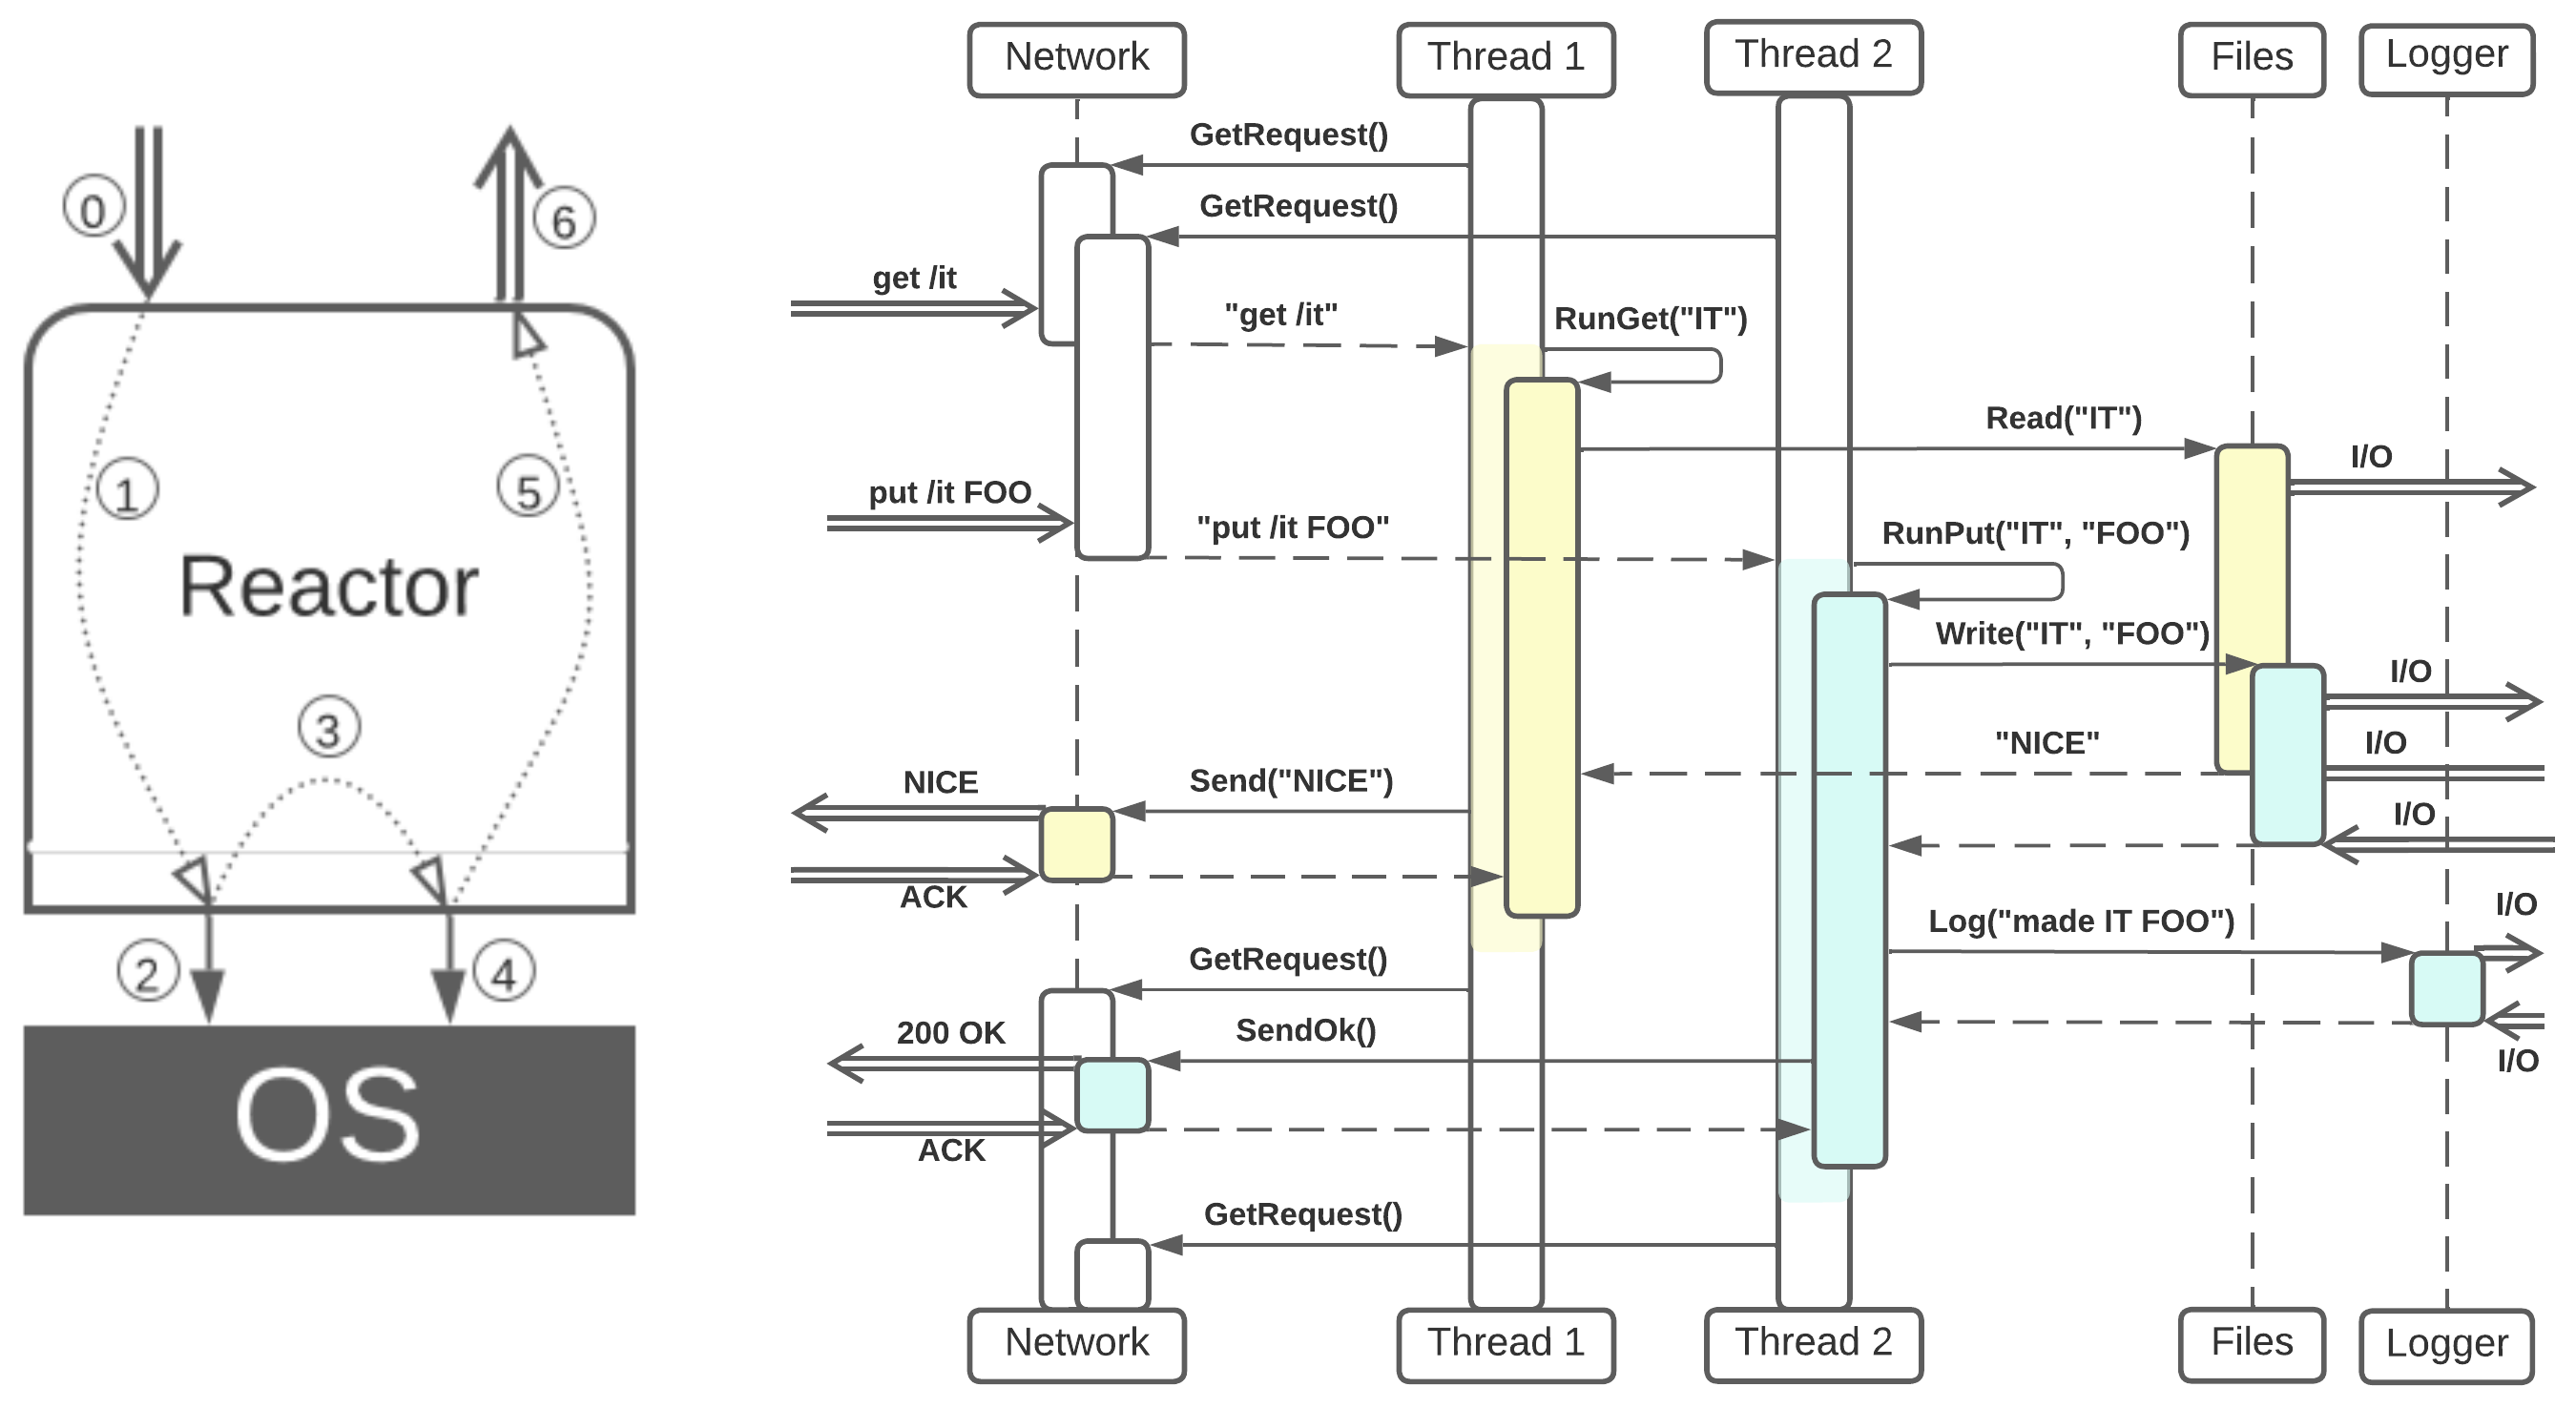 0
6
1
5
Reactor
3
2
4
OS
Network
Thread 1
Thread 2
Files
Logger
GetRequest()
GetRequest()
get /it
"get /it"
RunGet("IT")
Read("IT")
I/O
put /it FOO
"put /it FOO"
RunPut("IT", "FOO")
Write("IT", "FOO")
I/O
"NICE"
I/O
NICE
Send("NICE")
I/O
ACK
I/O
Log("made IT FOO")
GetRequest()
200 OK
SendOk()
I/O
ACK
GetRequest()
Network
Thread 1
Thread 2
Files
Logger